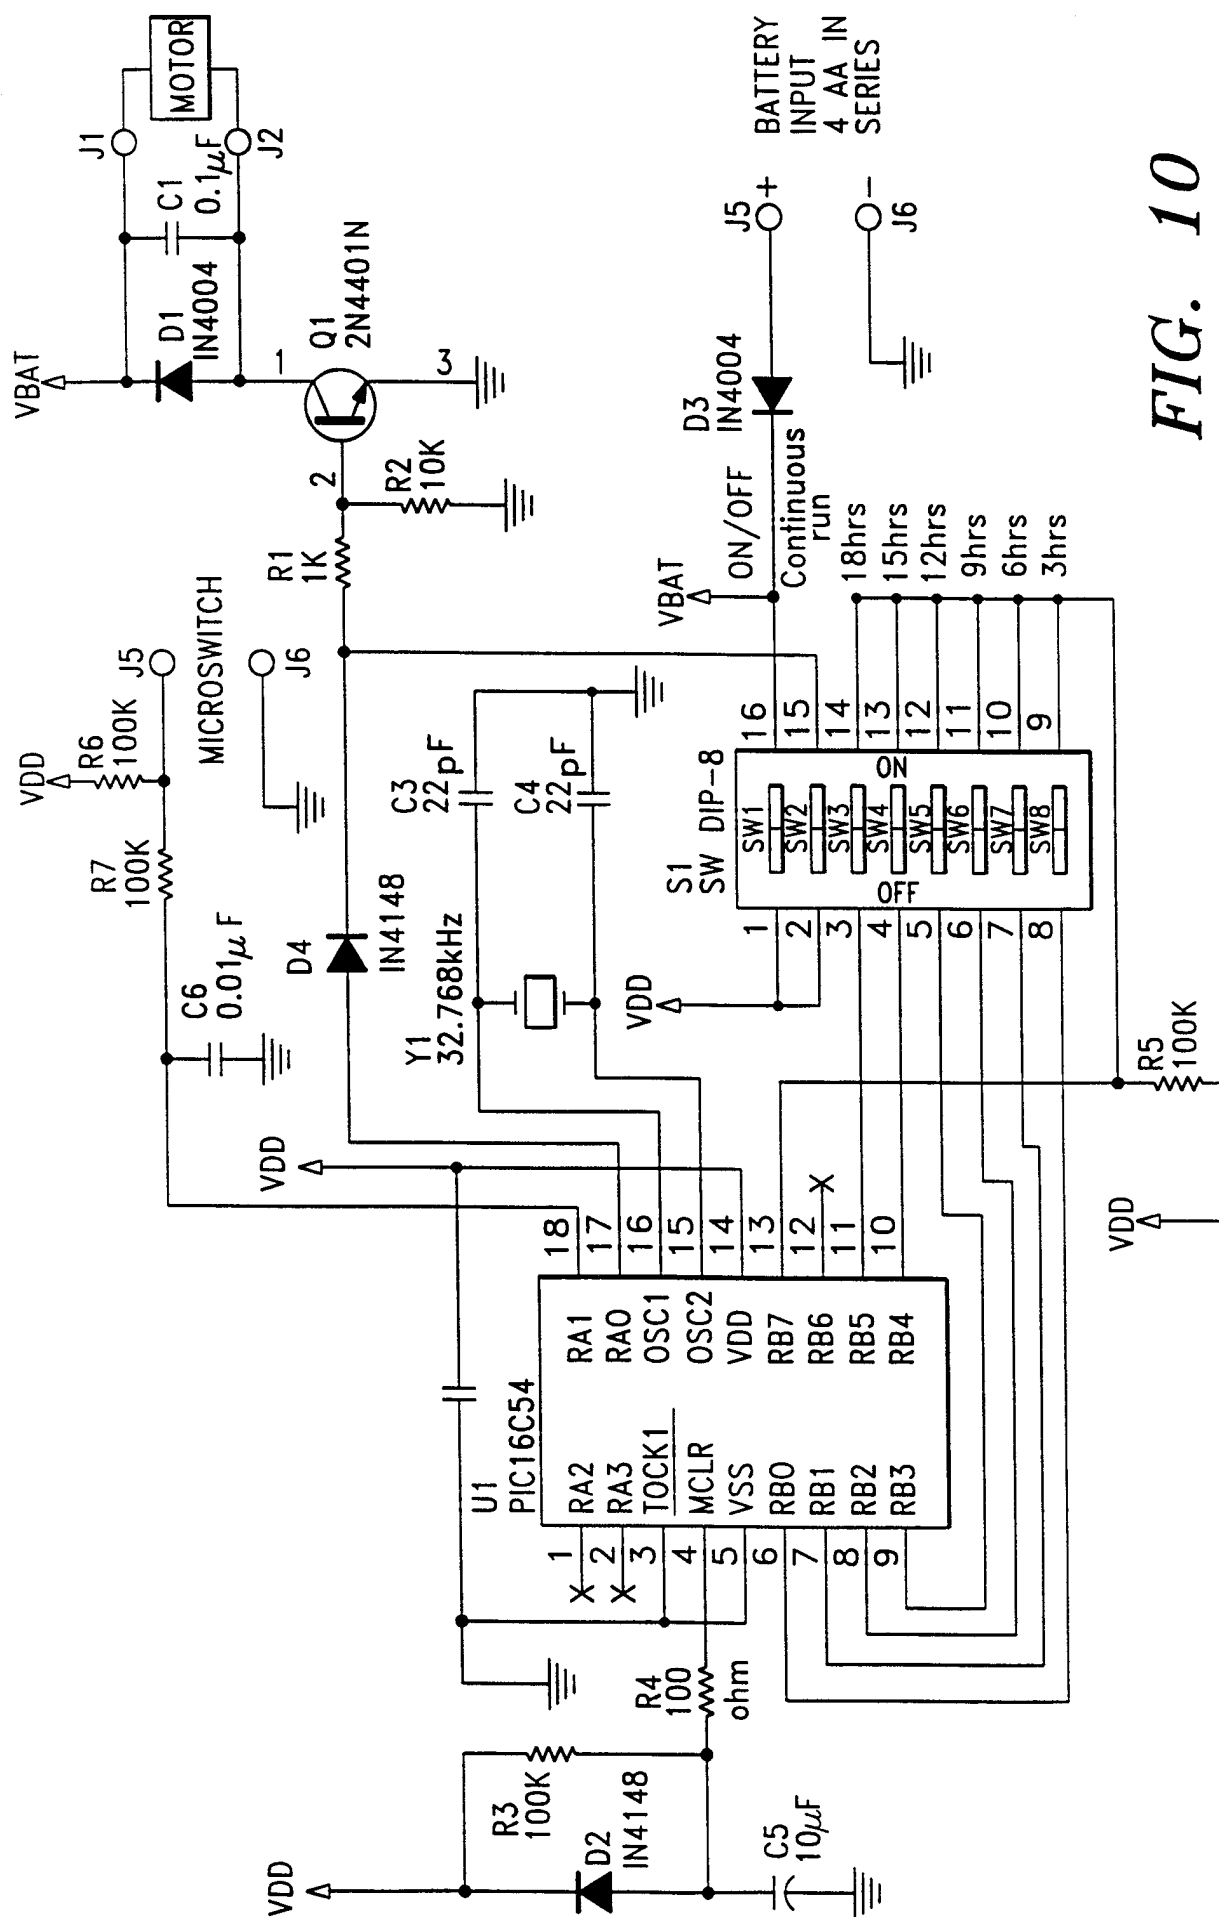 VBAT
D1
IN4004
C1
0.1µF
J1
J2
MOTOR
1
Q1
2N4401N
3
2
R2
10K
R1
1K
VDD
R6
100K
J5
MICROSWITCH
J6
R7
100K
C6
0.01µF
D4
IN4148
VDD
Y1
32.768kHz
C3
22pF
C4
22pF
BATTERY
INPUT
4 AA IN
SERIES
J5 +
J6 −
D3
IN4004
VBAT
ON/OFF
Continuous
run
18hrs
15hrs
12hrs
9hrs
6hrs
3hrs
S1
SW DIP-8
16
15
14
13
12
11
10
9
ON
SW1
SW2
SW3
SW4
SW5
SW6
SW7
SW8
OFF
1
2
3
4
5
6
7
8
VDD
R5
100K
VDD
U1
PIC16C54
18
17
16
15
14
13
12
11
10
RA1
RA0
OSC1
OSC2
VDD
RB7
RB6
RB5
RB4
RA2
RA3
TOCK1
MCLR
VSS
RB0
RB1
RB2
RB3
1
2
3
4
5
6
7
8
9
X
X
X
R4
100
ohm
VDD
R3
100K
D2
IN4148
C5
10µF
FIG. 10